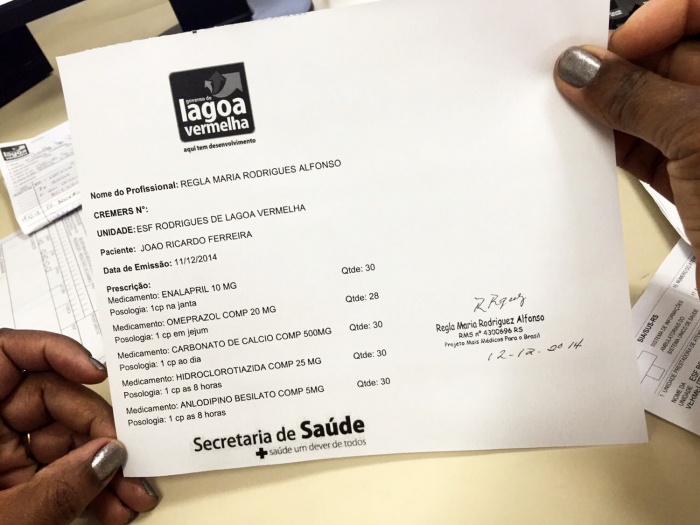 governo de
lagoa
vermelha
aqui tem desenvolvimento
Nome do Profissional: REGLA MARIA RODRIGUES ALFONSO
CREMERS Nº:
UNIDADE: ESF RODRIGUES DE LAGOA VERMELHA
Paciente: JOAO RICARDO FERREIRA
Data de Emissão: 11/12/2014
Prescrição:
Medicamento: ENALAPRIL 10 MG Qtde: 30
Posologia: 1cp na janta
Medicamento: OMEPRAZOL COMP 20 MG Qtde: 28
Posologia: 1 cp em jejum
Medicamento: CARBONATO DE CALCIO COMP 500MG Qtde: 30
Posologia: 1 cp ao dia
Medicamento: HIDROCLOROTIAZIDA COMP 25 MG Qtde: 30
Posologia: 1 cp as 8 horas
Medicamento: ANLODIPINO BESILATO COMP 5MG Qtde: 30
Posologia: 1 cp as 8 horas
Regla Maria Rodriguez Alfonso
RMS nº 4300696 RS
Projeto Mais Médicos Para o Brasil
12-12-2014
Secretaria de Saúde
saúde um dever de todos
SIA/SUS-RS